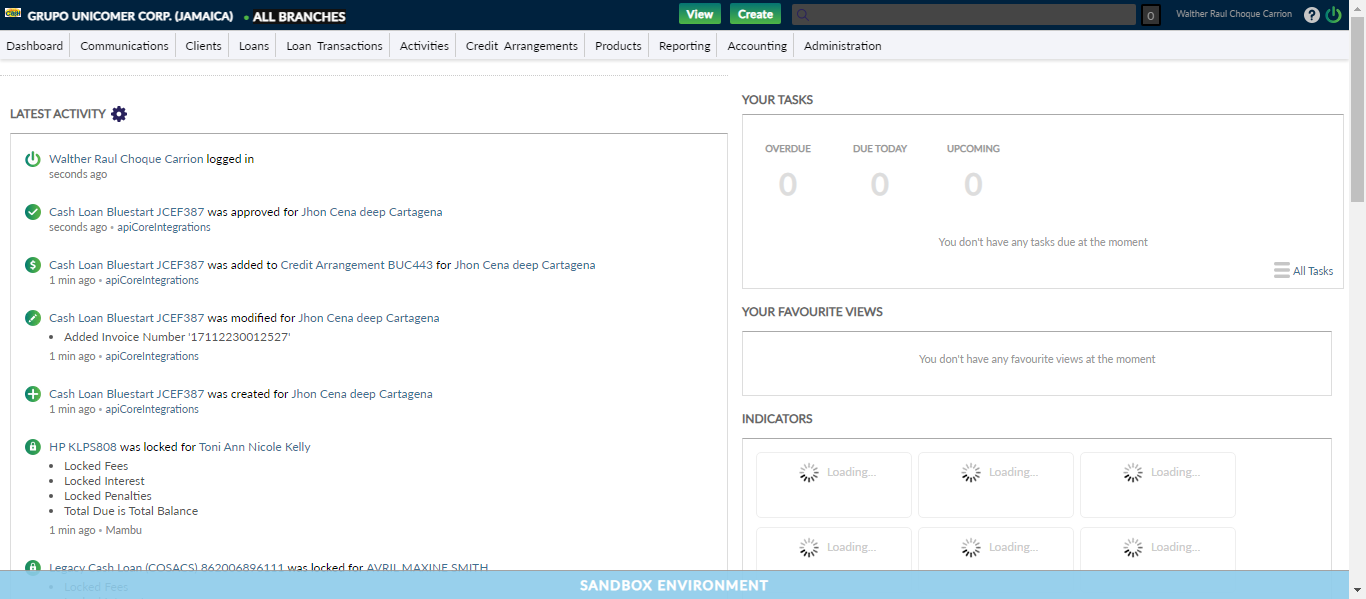 GRUPO UNICOMER CORP. (JAMAICA) • ALL BRANCHES View Create 0 Walther Raul Choque Carrion ?
Dashboard Communications Clients Loans Loan Transactions Activities Credit Arrangements Products Reporting Accounting Administration
LATEST ACTIVITY
Walther Raul Choque Carrion logged in
seconds ago
Cash Loan Bluestart JCEF387 was approved for Jhon Cena deep Cartagena
seconds ago • apiCoreIntegrations
Cash Loan Bluestart JCEF387 was added to Credit Arrangement BUC443 for Jhon Cena deep Cartagena
1 min ago • apiCoreIntegrations
Cash Loan Bluestart JCEF387 was modified for Jhon Cena deep Cartagena
• Added Invoice Number '17112230012527'
1 min ago • apiCoreIntegrations
Cash Loan Bluestart JCEF387 was created for Jhon Cena deep Cartagena
1 min ago • apiCoreIntegrations
HP KLPS808 was locked for Toni Ann Nicole Kelly
• Locked Fees
• Locked Interest
• Locked Penalties
• Total Due is Total Balance
1 min ago • Mambu
Legacy Cash Loan (COSACS) 862006896111 was locked for AVRIL MAXINE SMITH
• Locked Fees
YOUR TASKS
OVERDUE DUE TODAY UPCOMING
0 0 0
You don't have any tasks due at the moment
All Tasks
YOUR FAVOURITE VIEWS
You don't have any favourite views at the moment
INDICATORS
Loading... Loading... Loading...
Loading... Loading... Loading...
SANDBOX ENVIRONMENT